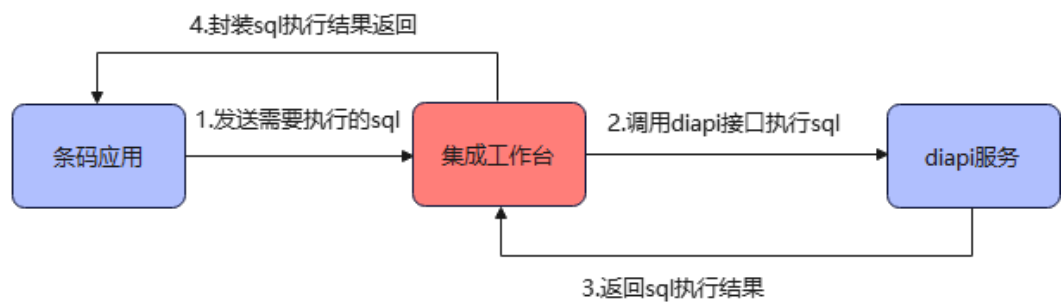 4.封装sql执行结果返回
1.发送需要执行的sql
2.调用diapi接口执行sql
条码应用
集成工作台
diapi服务
3.返回sql执行结果